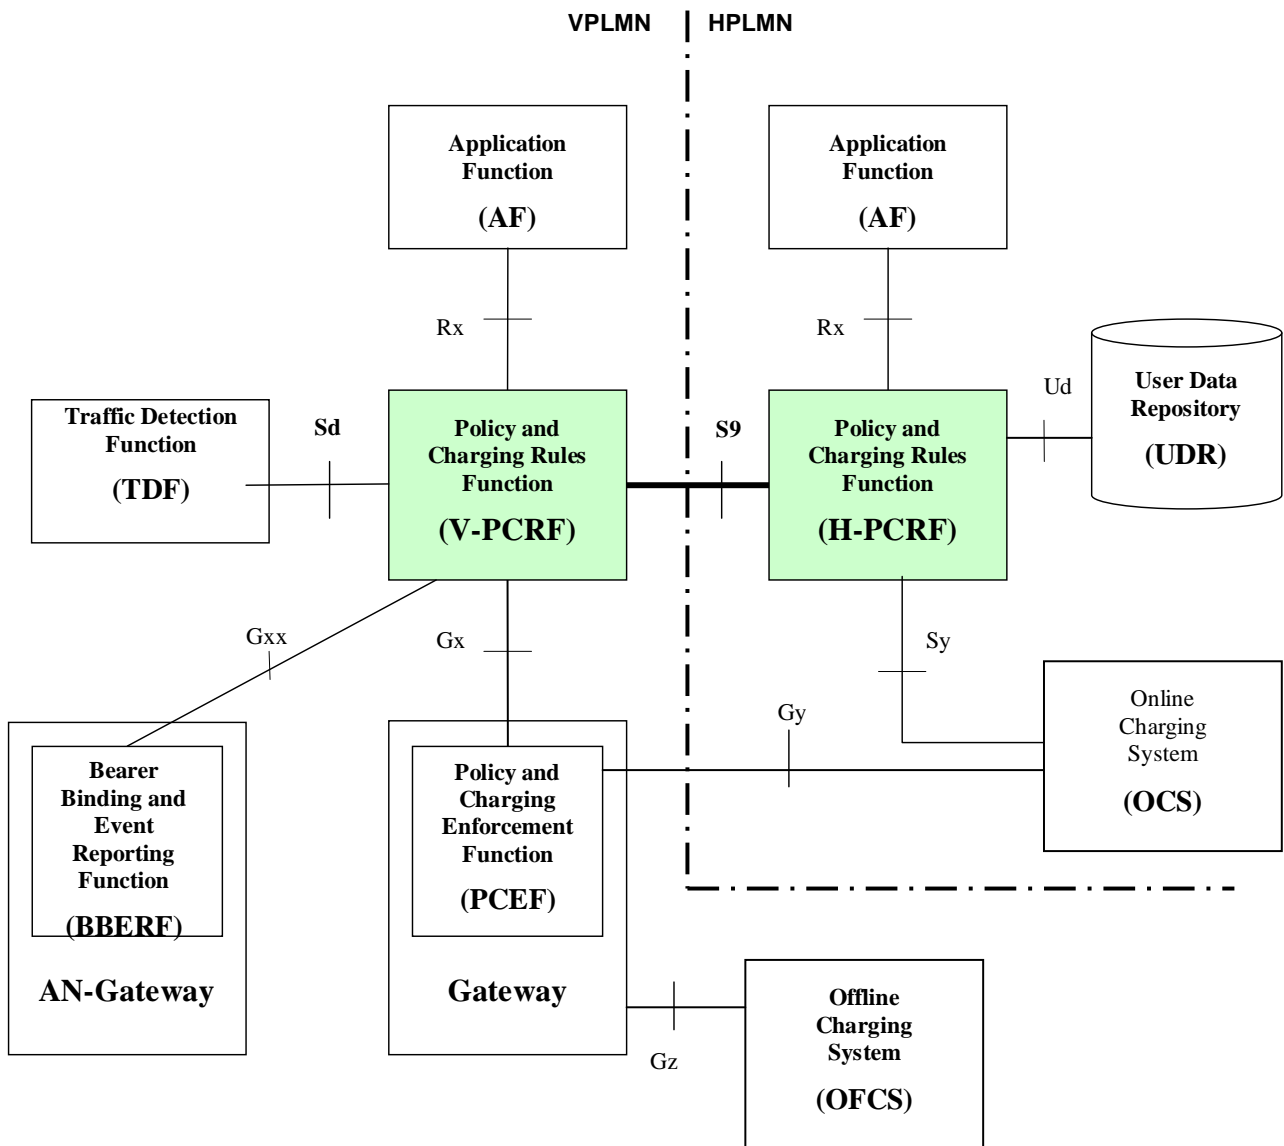 VPLMN
HPLMN
Application
Function
(AF)
Application
Function
(AF)
Rx
Rx
Traffic Detection
Function
(TDF)
Sd
Policy and
Charging Rules
Function
(V-PCRF)
S9
Policy and
Charging Rules
Function
(H-PCRF)
Ud
User Data
Repository
(UDR)
Gxx
Gx
Sy
Gy
Online
Charging
System
(OCS)
Bearer
Binding and
Event
Reporting
Function
(BBERF)
AN-Gateway
Policy and
Charging
Enforcement
Function
(PCEF)
Gateway
Gz
Offline
Charging
System
(OFCS)